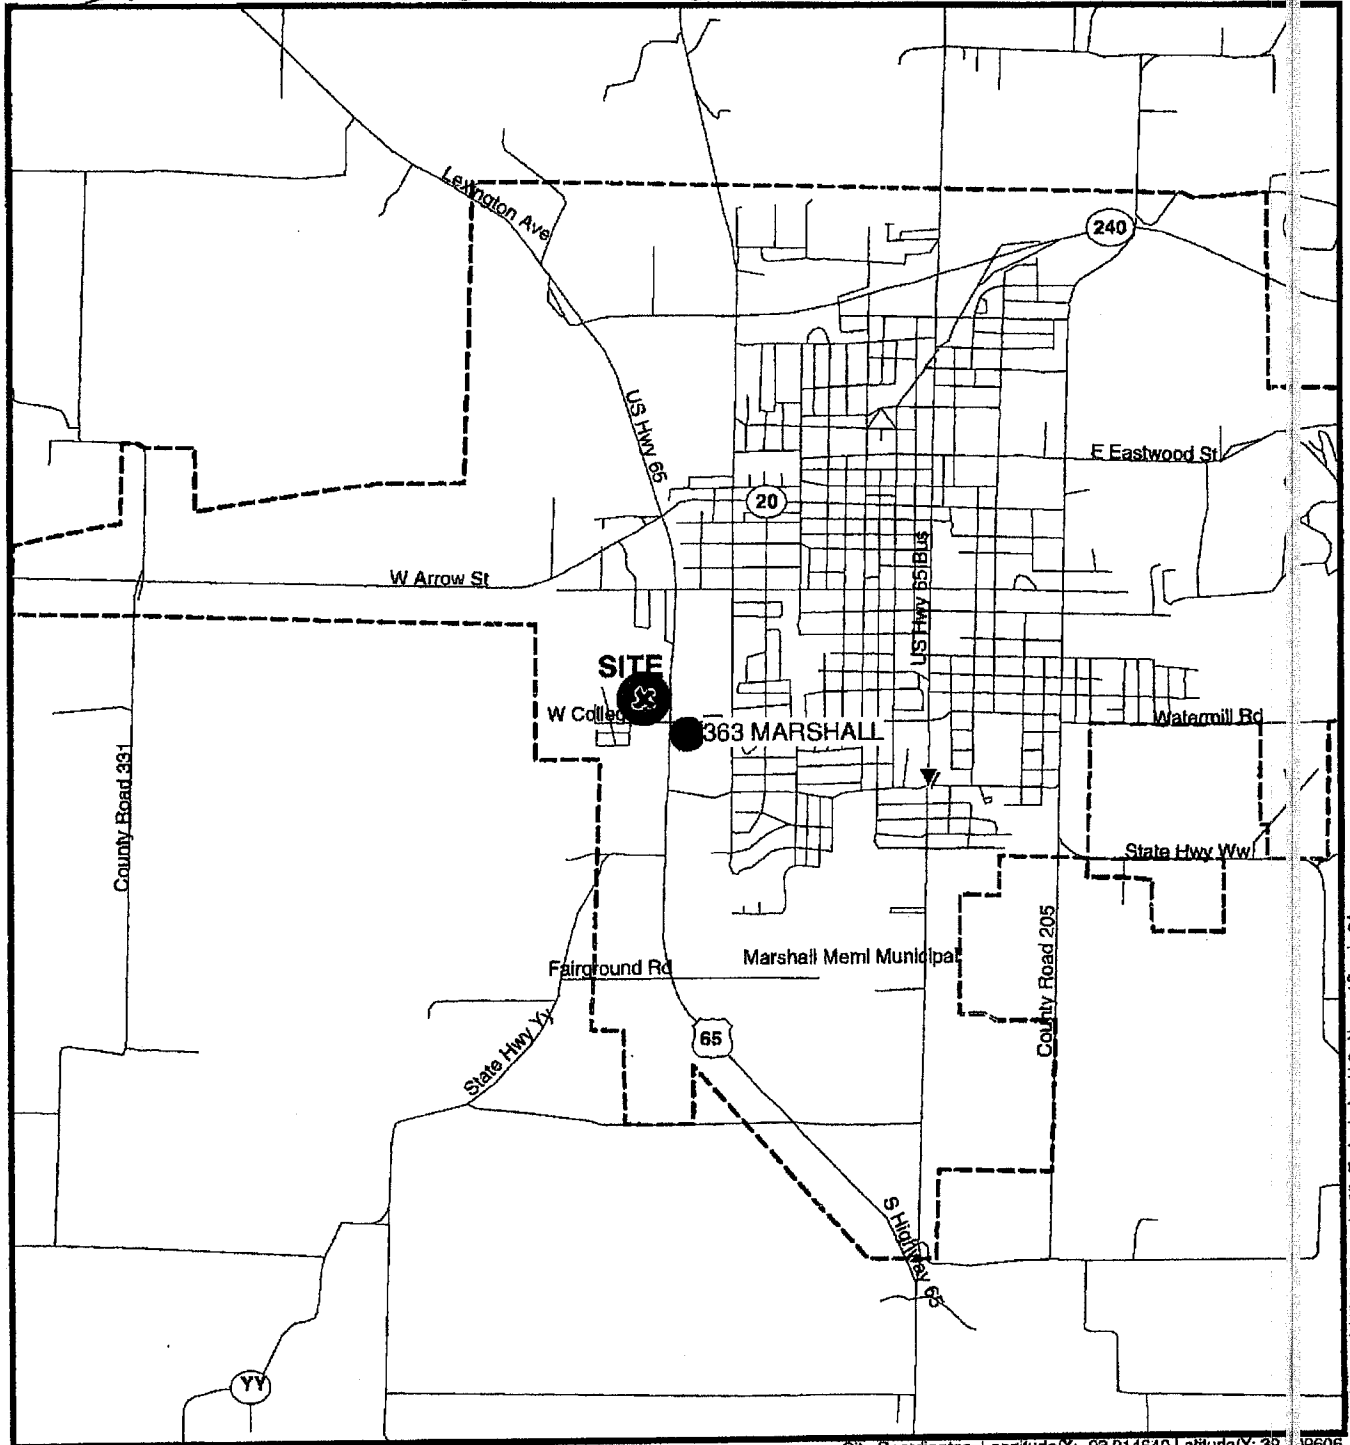 Lexington Ave
240
US Hwy 65
E Eastwood St
20
W Arrow St
US Hwy 65 Bus
SITE
W Colleg
363 MARSHALL
Watermill Rd
County Road 331
State Hwy Ww
County Road 205
Marshall Meml Municipal
Fairground Rd
65
State Hwy Yy
S Highway 65
YY